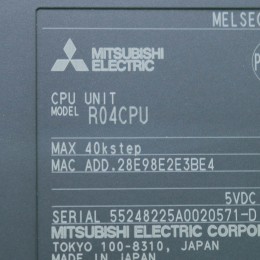 MELSEC
MITSUBISHI
ELECTRIC
CPU UNIT
MODEL R04CPU
MAX 40kstep
MAC ADD.28E98E2E3BE4
5VDC
SERIAL 55248225A0020571-D
MITSUBISHI ELECTRIC CORPOR
TOKYO 100-8310, JAPAN
MADE IN JAPAN